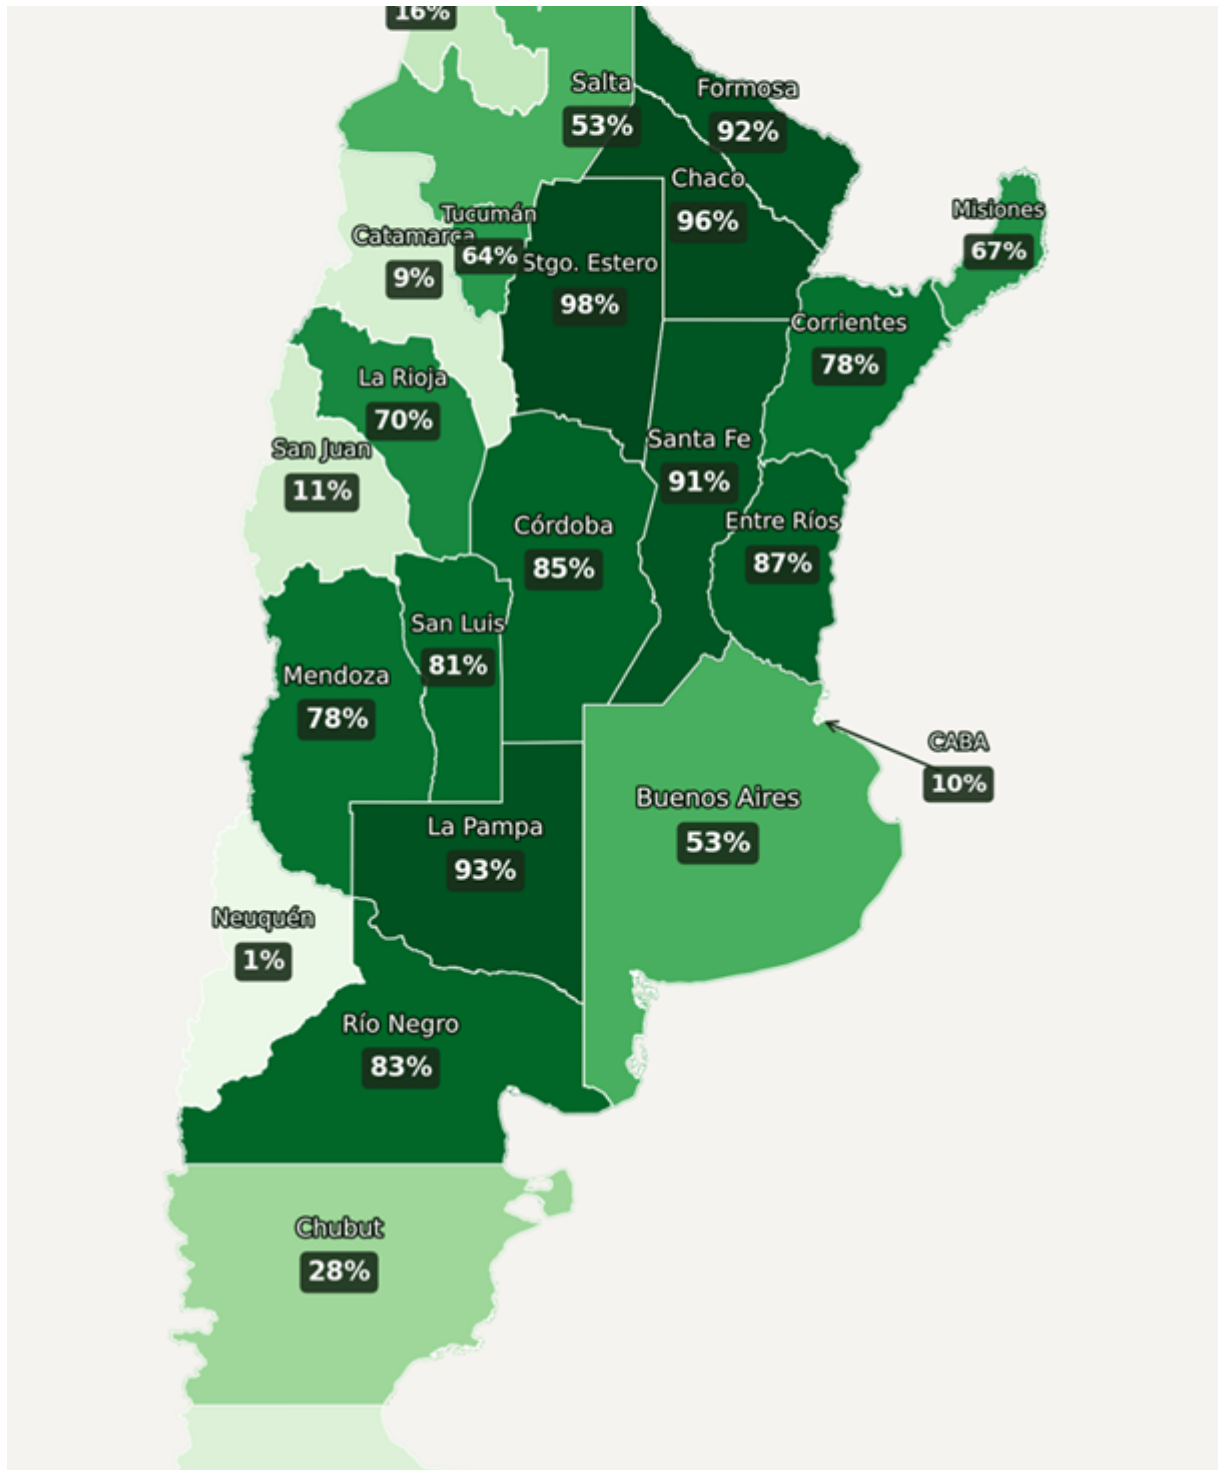 16%
Salta
53%
Formosa
92%
Chaco
96%
Misiones
67%
Tucumán
64%
Catamarca
9%
Stgo. Estero
98%
Corrientes
78%
La Rioja
70%
San Juan
11%
Santa Fe
91%
Entre Ríos
87%
Córdoba
85%
San Luis
81%
Mendoza
78%
CABA
10%
Buenos Aires
53%
La Pampa
93%
Neuquén
1%
Río Negro
83%
Chubut
28%